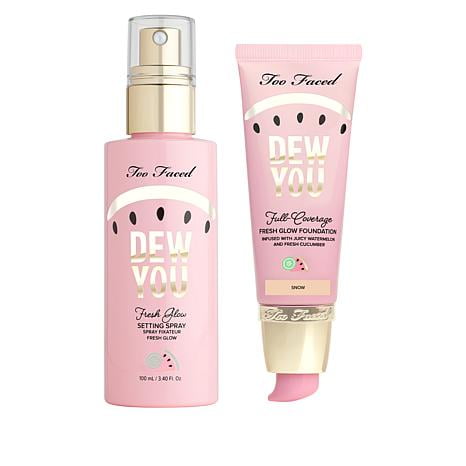 Too Faced
DEW
YOU
Fresh Glow
SETTING SPRAY
SPRAY FIXATEUR
FRESH GLOW
100 mL / 3.40 Fl. Oz
Too Faced
DEW
YOU
Full-Coverage
FRESH GLOW FOUNDATION
INFUSED WITH JUICY WATERMELON
AND FRESH CUCUMBER
SNOW
Too Faced